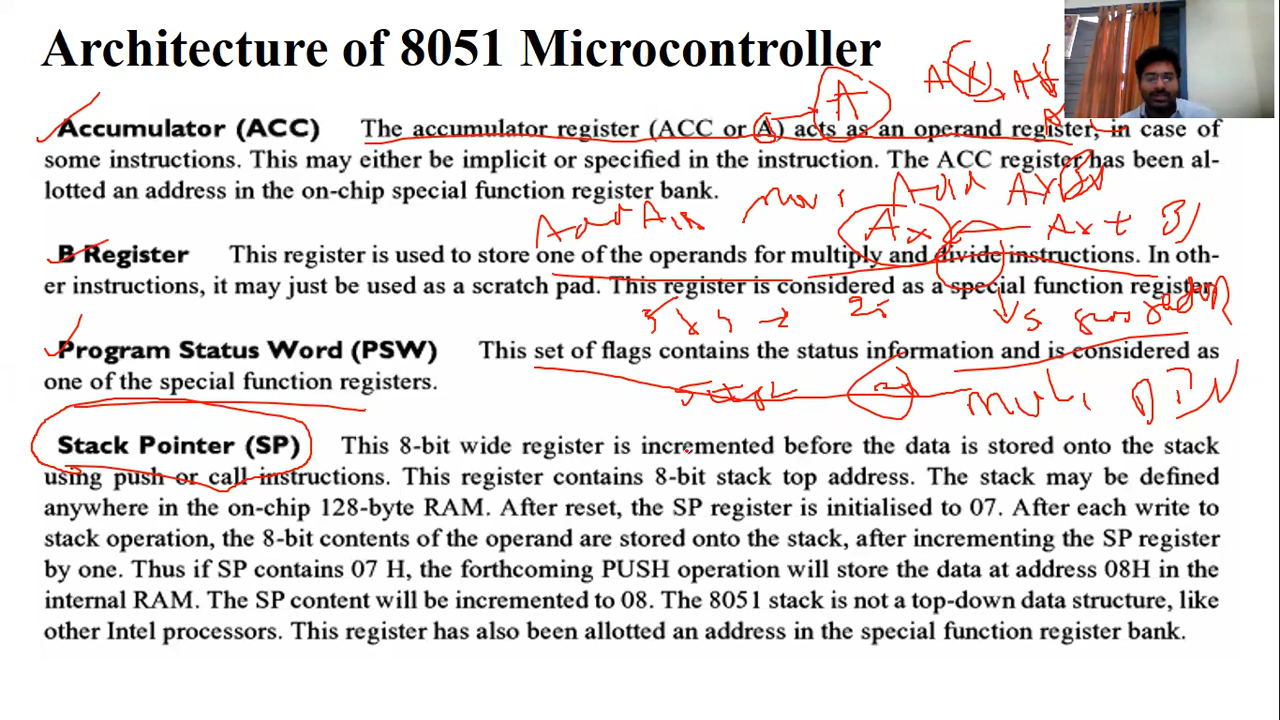 Architecture of 8051 Microcontroller
A
Accumulator (ACC) The accumulator register (ACC or A) acts as an operand register, in case of
some instructions. This may either be implicit or specified in the instruction. The ACC register has been al-
lotted an address in the on-chip special function register bank.
Mov Add
Add Ax
B Register This register is used to store one of the operands for multiply and divide instructions. In oth-
er instructions, it may just be used as a scratch pad. This register is considered as a special function register.
Program Status Word (PSW) This set of flags contains the status information and is considered as
one of the special function registers.
Stack Pointer (SP) This 8-bit wide register is incremented before the data is stored onto the stack
using push or call instructions. This register contains 8-bit stack top address. The stack may be defined
anywhere in the on-chip 128-byte RAM. After reset, the SP register is initialised to 07. After each write to
stack operation, the 8-bit contents of the operand are stored onto the stack, after incrementing the SP register
by one. Thus if SP contains 07 H, the forthcoming PUSH operation will store the data at address 08H in the
internal RAM. The SP content will be incremented to 08. The 8051 stack is not a top-down data structure, like
other Intel processors. This register has also been allotted an address in the special function register bank.